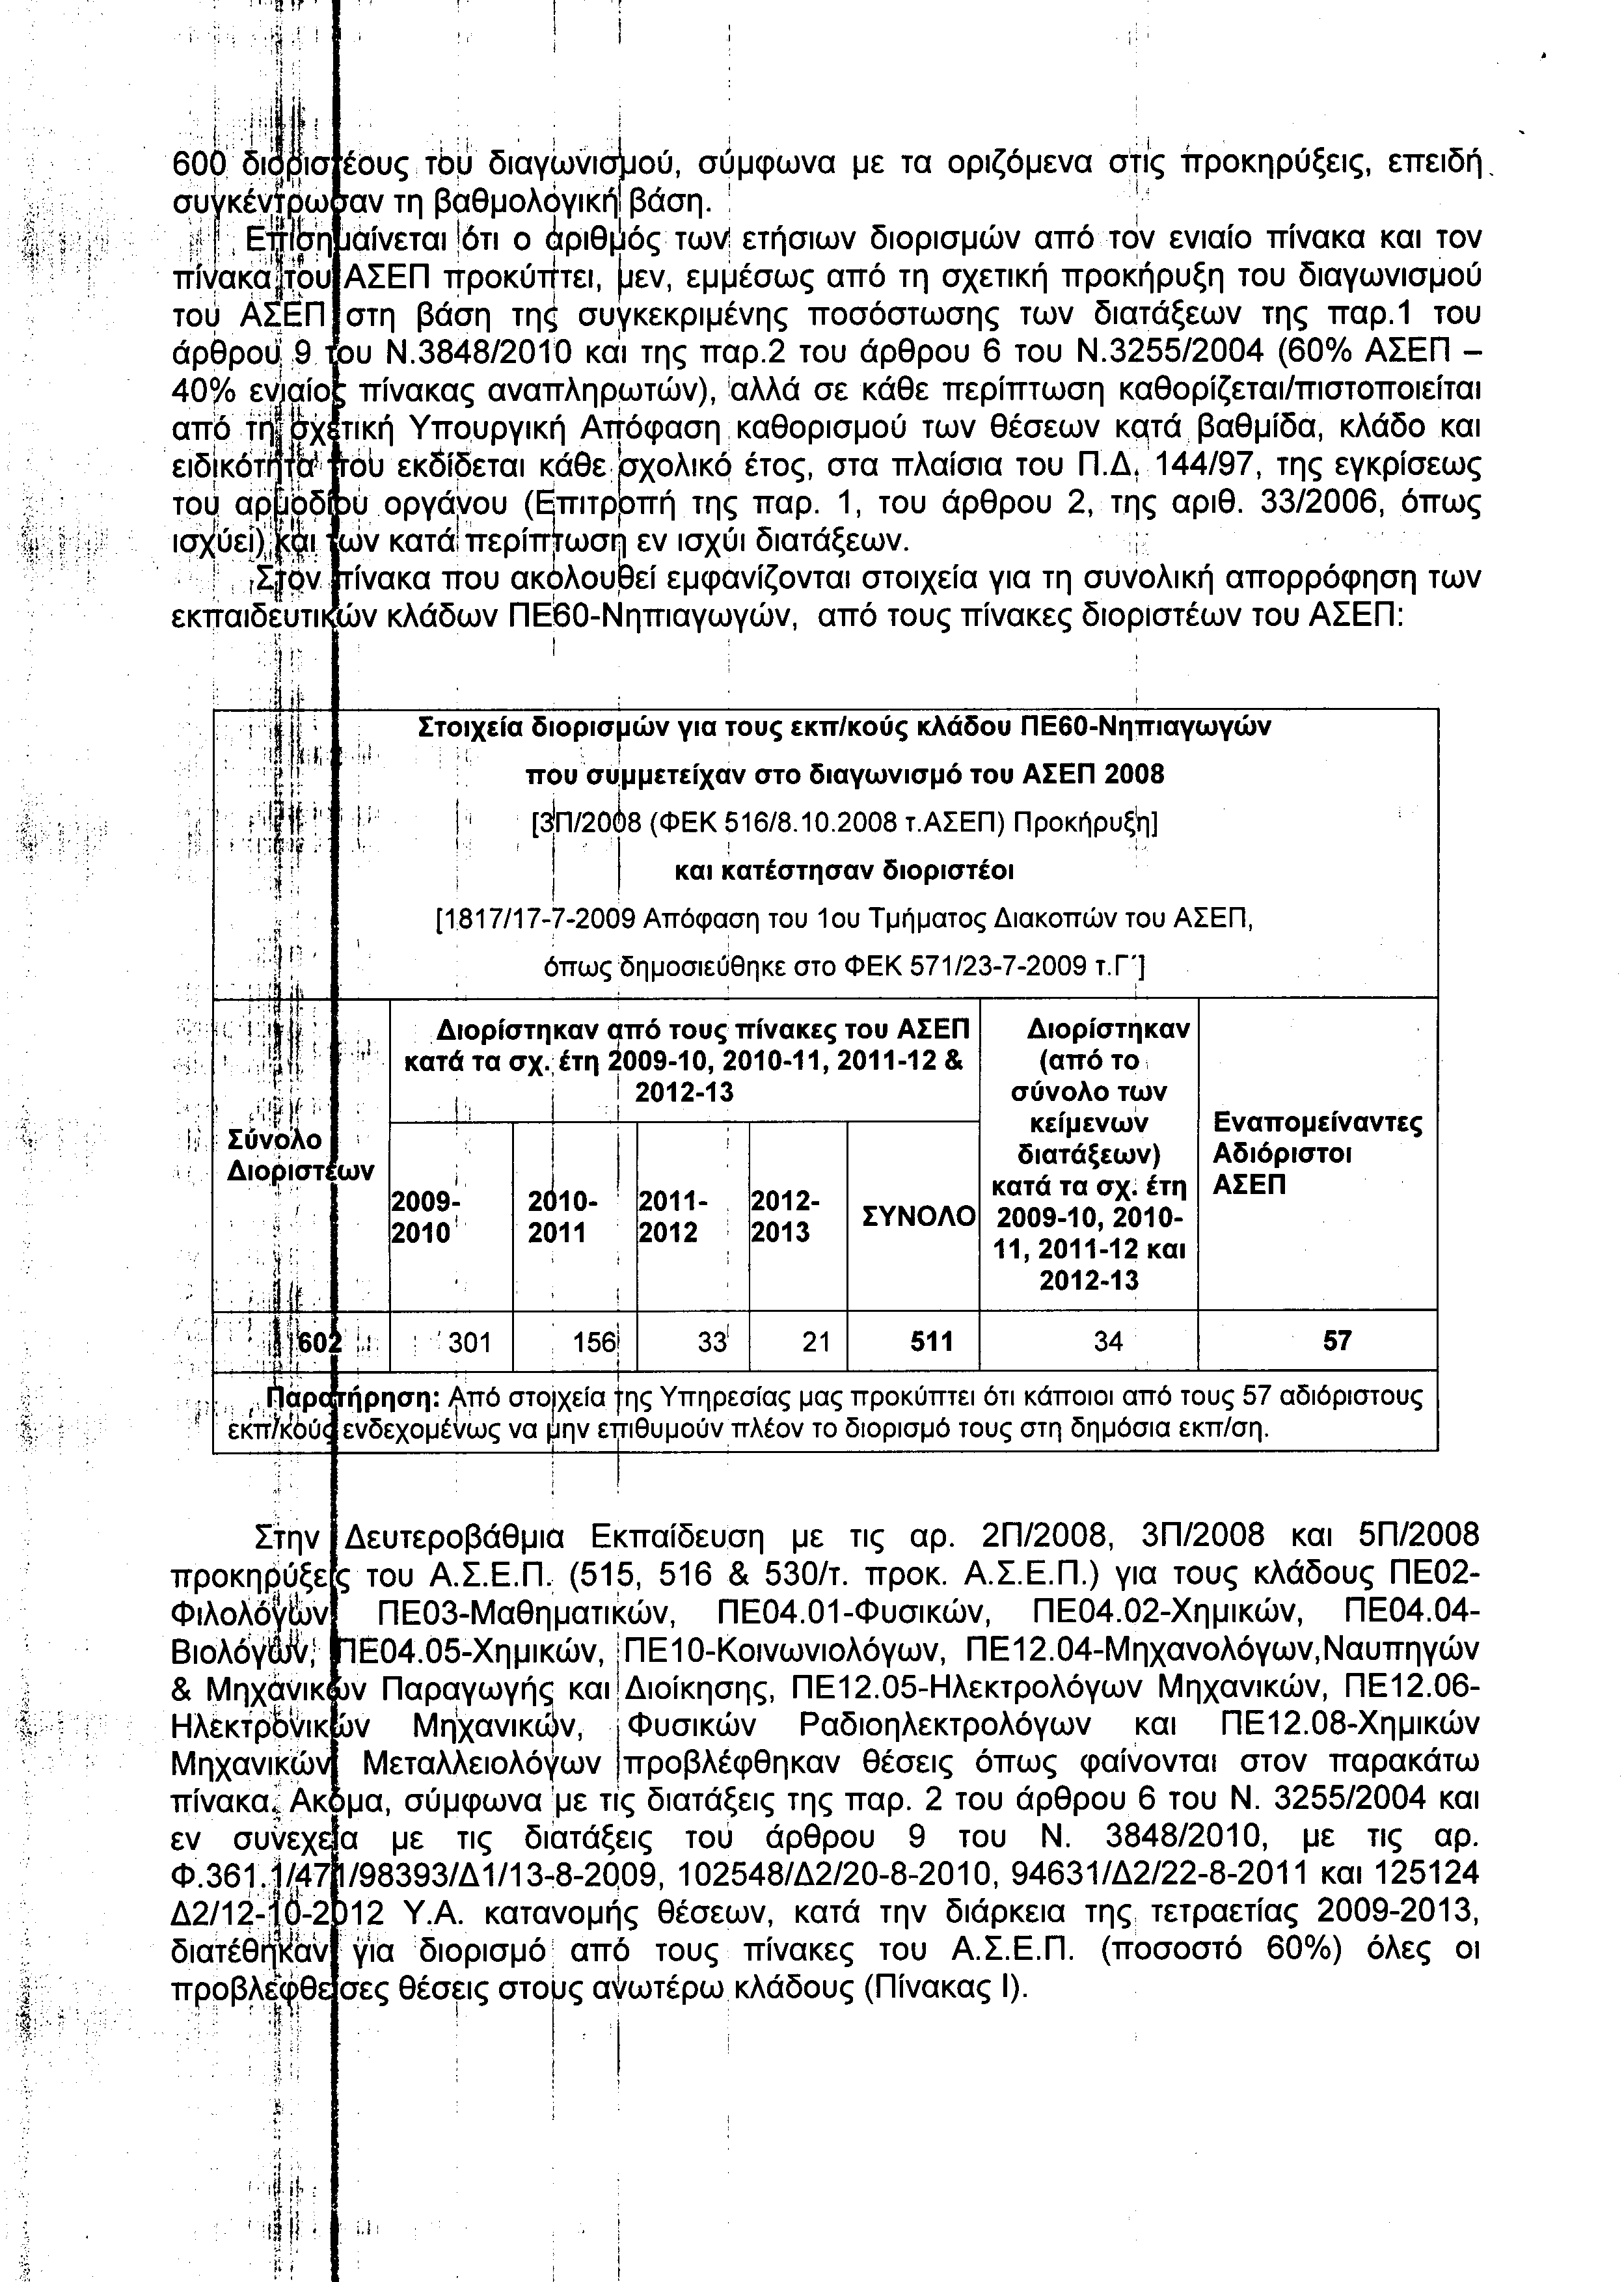 600 διοριστέους του διαγωνισμού, σύμφωνα με τα οριζόμενα στις προκηρύξεις, επειδή
συγκέντρωσαν τη βαθμολογική βάση.
Επισημαίνεται ότι ο αριθμός των ετήσιων διορισμών από τον ενιαίο πίνακα και τον
πίνακα του ΑΣΕΠ προκύπτει, μεν, εμμέσως από τη σχετική προκήρυξη του διαγωνισμού
του ΑΣΕΠ στη βάση της συγκεκριμένης ποσόστωσης των διατάξεων της παρ.1 του
άρθρου 9 του Ν.3848/2010 και της παρ.2 του άρθρου 6 του Ν.3255/2004 (60% ΑΣΕΠ –
40% ενιαίος πίνακας αναπληρωτών), αλλά σε κάθε περίπτωση καθορίζεται/πιστοποιείται
από τη σχετική Υπουργική Απόφαση καθορισμού των θέσεων κατά βαθμίδα, κλάδο και
ειδικότητα που εκδίδεται κάθε σχολικό έτος, στα πλαίσια του Π.Δ. 144/97, της εγκρίσεως
του αρμοδίου οργάνου (Επιτροπή της παρ. 1, του άρθρου 2, της αριθ. 33/2006, όπως
ισχύει) και των κατά περίπτωση εν ισχύι διατάξεων.
Στον πίνακα που ακολουθεί εμφανίζονται στοιχεία για τη συνολική απορρόφηση των
εκπαιδευτικών κλάδων ΠΕ60-Νηπιαγωγών, από τους πίνακες διοριστέων του ΑΣΕΠ:
Στοιχεία διορισμών για τους εκπ/κούς κλάδου ΠΕ60-Νηπιαγωγών
που συμμετείχαν στο διαγωνισμό του ΑΣΕΠ 2008
[3Π/2008 (ΦΕΚ 516/8.10.2008 τ.ΑΣΕΠ) Προκήρυξη]
και κατέστησαν διοριστέοι
[1817/17-7-2009 Απόφαση του 1ου Τμήματος Διακοπών του ΑΣΕΠ,
όπως δημοσιεύθηκε στο ΦΕΚ 571/23-7-2009 τ.Γ΄]
Σύνολο
Διοριστέων
Διορίστηκαν από τους πίνακες του ΑΣΕΠ
κατά τα σχ. έτη 2009-10, 2010-11, 2011-12 &
2012-13
2009-
2010
2010-
2011
2011-
2012
2012-
2013
ΣΥΝΟΛΟ
Διορίστηκαν
(από το
σύνολο των
κείμενων
διατάξεων)
κατά τα σχ. έτη
2009-10, 2010-
11, 2011-12 και
2012-13
Εναπομείναντες
Αδιόριστοι
ΑΣΕΠ
602 301 156 33 21 511 34 57
Παρατήρηση: Από στοιχεία της Υπηρεσίας μας προκύπτει ότι κάποιοι από τους 57 αδιόριστους
εκπ/κούς ενδεχομένως να μην επιθυμούν πλέον το διορισμό τους στη δημόσια εκπ/ση.
Στην Δευτεροβάθμια Εκπαίδευση με τις αρ. 2Π/2008, 3Π/2008 και 5Π/2008
προκηρύξεις του Α.Σ.Ε.Π. (515, 516 & 530/τ. προκ. Α.Σ.Ε.Π.) για τους κλάδους ΠΕ02-
Φιλολόγων ΠΕ03-Μαθηματικών, ΠΕ04.01-Φυσικών, ΠΕ04.02-Χημικών, ΠΕ04.04-
Βιολόγων, ΠΕ04.05-Χημικών, ΠΕ10-Κοινωνιολόγων, ΠΕ12.04-Μηχανολόγων,Ναυπηγών
& Μηχανικών Παραγωγής και Διοίκησης, ΠΕ12.05-Ηλεκτρολόγων Μηχανικών, ΠΕ12.06-
Ηλεκτρονικών Μηχανικών, Φυσικών Ραδιοηλεκτρολόγων και ΠΕ12.08-Χημικών
Μηχανικών Μεταλλειολόγων προβλέφθηκαν θέσεις όπως φαίνονται στον παρακάτω
πίνακα. Ακόμα, σύμφωνα με τις διατάξεις της παρ. 2 του άρθρου 6 του Ν. 3255/2004 και
εν συνεχεία με τις διατάξεις του άρθρου 9 του Ν. 3848/2010, με τις αρ.
Φ.361.1/471/98393/Δ1/13-8-2009, 102548/Δ2/20-8-2010, 94631/Δ2/22-8-2011 και 125124
Δ2/12-10-2012 Υ.Α. κατανομής θέσεων, κατά την διάρκεια της τετραετίας 2009-2013,
διατέθηκαν για διορισμό από τους πίνακες του Α.Σ.Ε.Π. (ποσοστό 60%) όλες οι
προβλεφθείσες θέσεις στους ανωτέρω κλάδους (Πίνακας Ι).